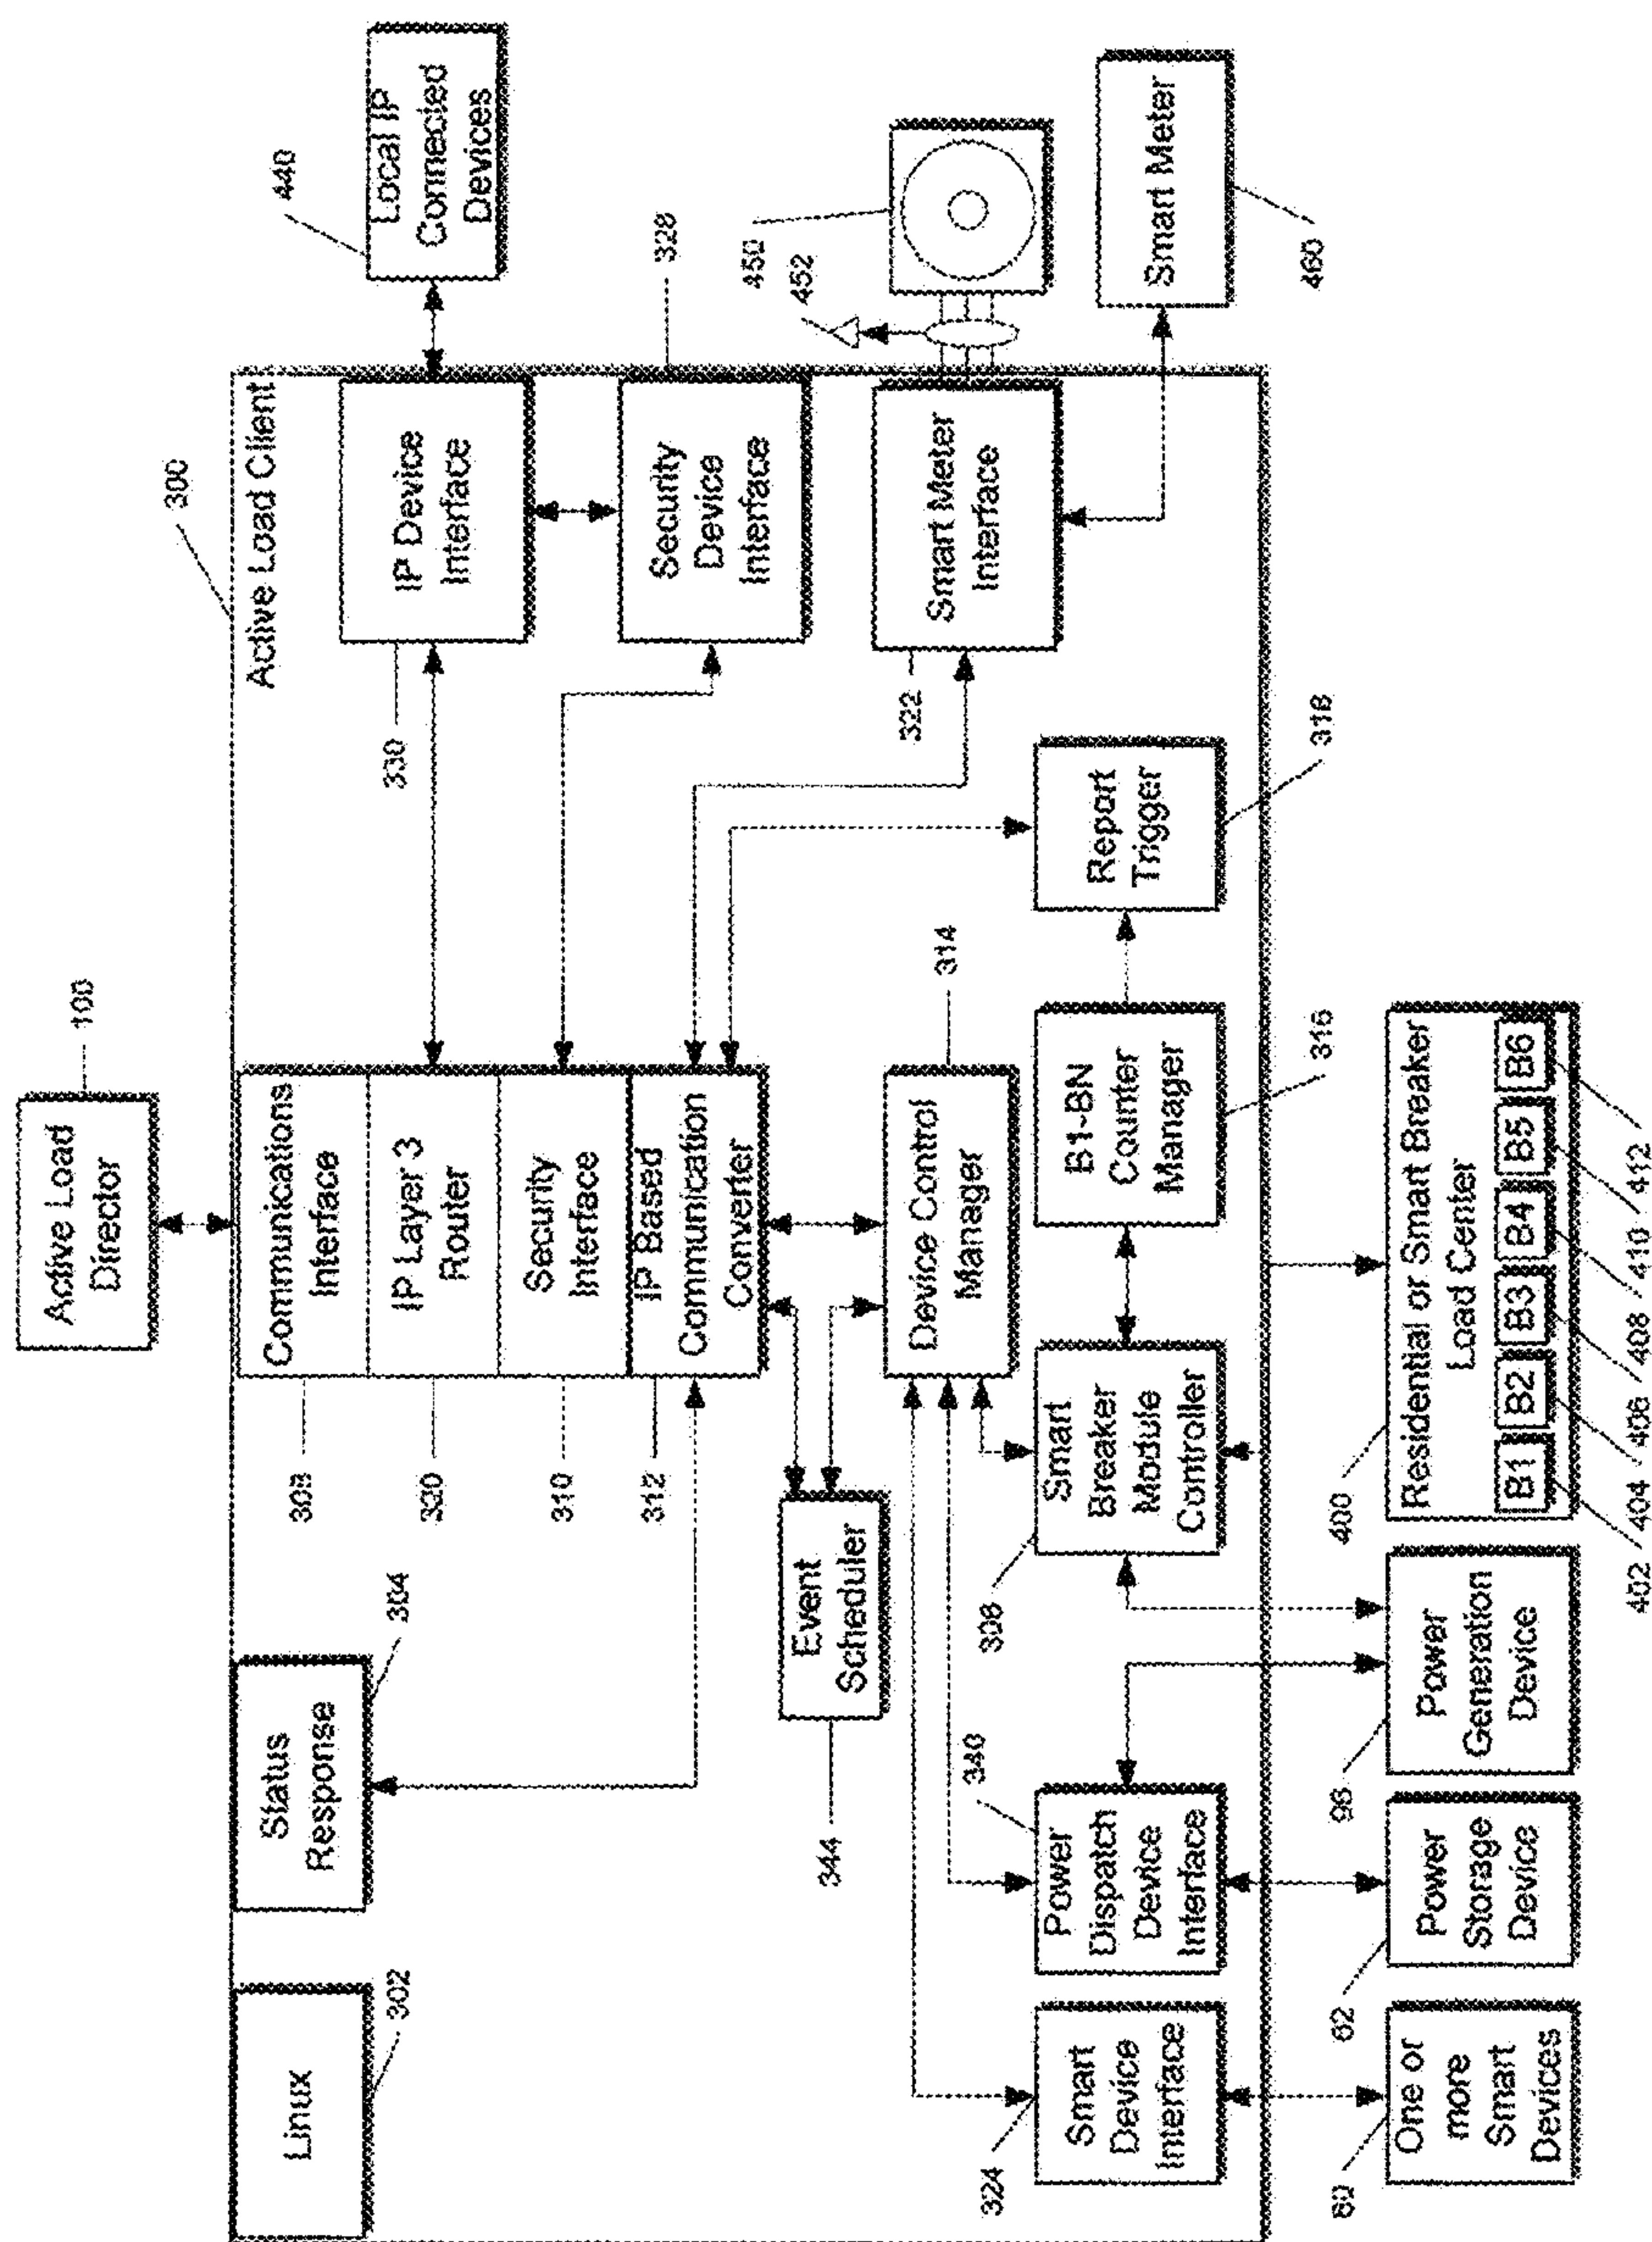 100
Active Load
Director
300
Active Load Client
Linux
302
Status
Response
304
Communications
Interface
308
IP Layer 3
Router
320
Security
Interface
310
IP Based
Communication
Converter
312
IP Device
Interface
330
Local IP
Connected
Devices
440
Security
Device
Interface
328
Smart Meter
Interface
322
450
452
Smart Meter
460
Event
Scheduler
344
Device Control
Manager
314
Smart
Device
Interface
324
Power
Dispatch
Device
Interface
340
Smart
Breaker
Module
Controller
306
B1-BN
Counter
Manager
316
Report
Trigger
318
One or
more
Smart
Devices
60
Power
Storage
Device
62
Power
Generation
Device
96
Residential or Smart Breaker
Load Center
400
B1 B2 B3 B4 B5 B6
402 404 406 408 410 412